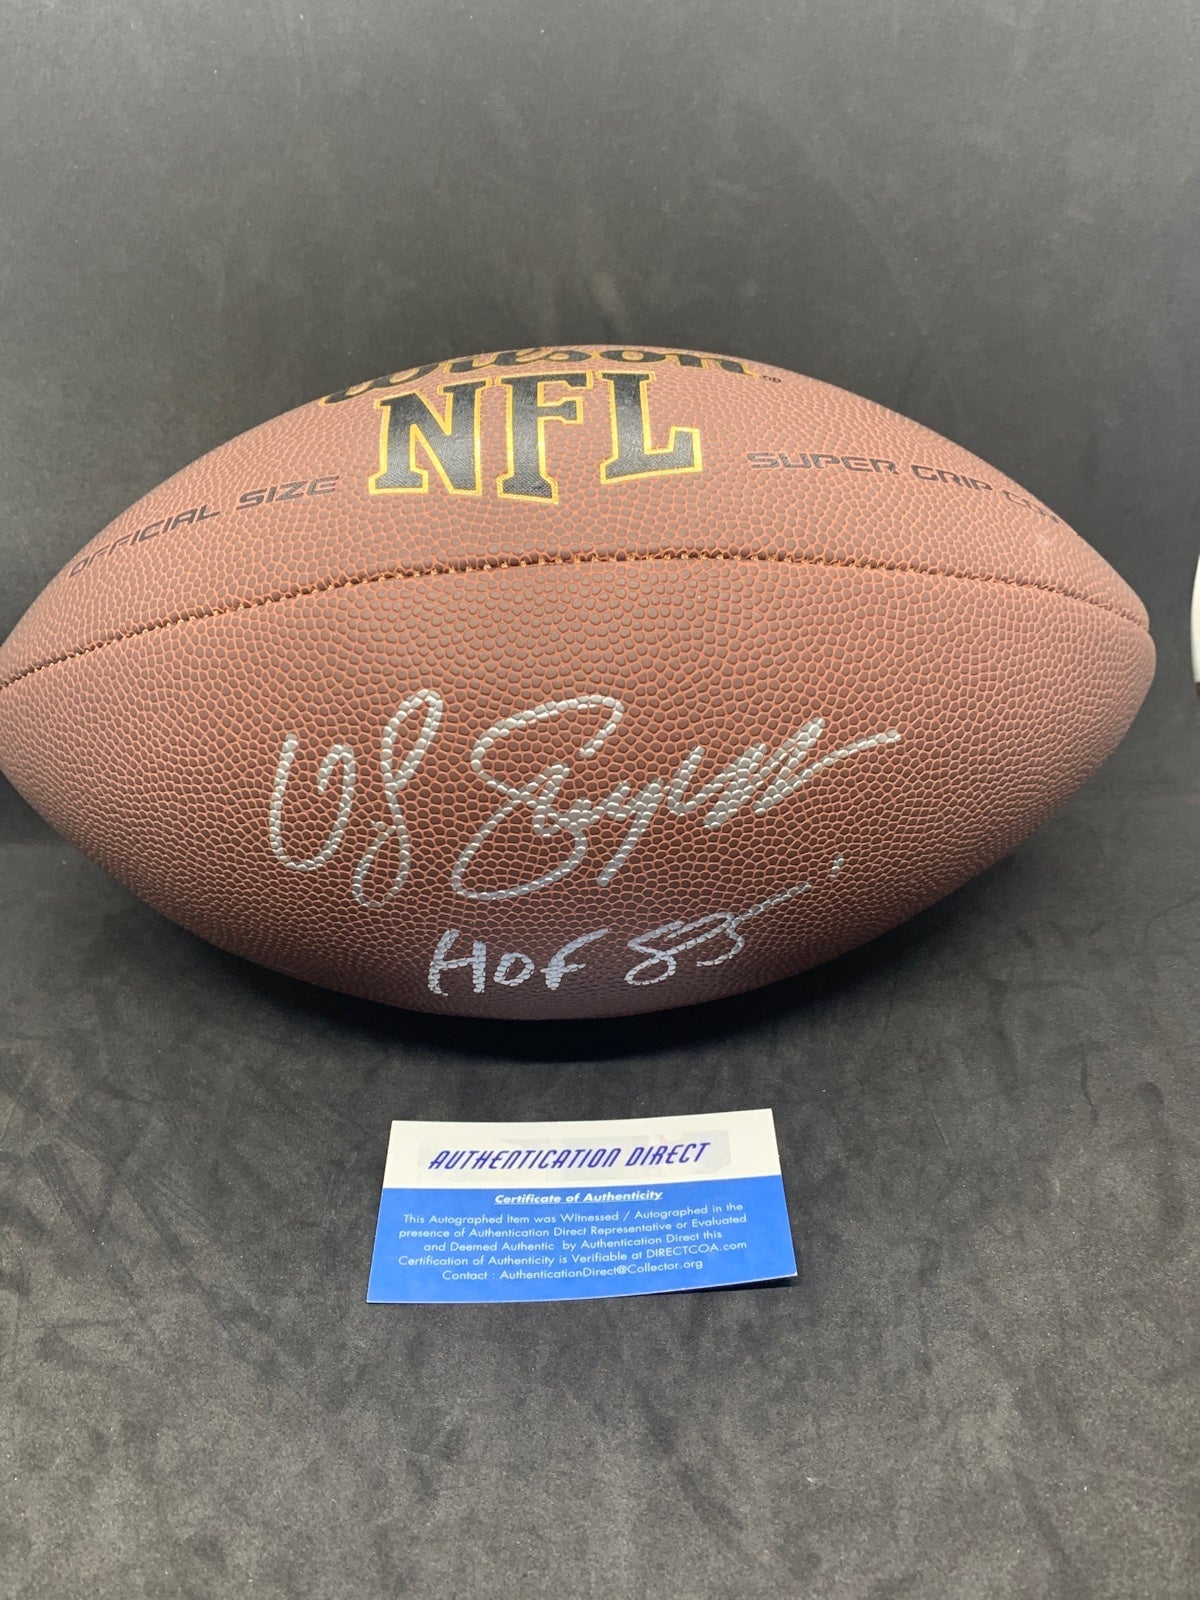 Wilson
NFL
OFFICIAL SIZE
SUPER GRIP
HOF 83
AUTHENTICATION DIRECT
Certificate of Authenticity
This Autographed Item was Witnessed / Autographed in the
presence of Authentication Direct Representative or Evaluated
and Deemed Authentic by Authentication Direct this
Certification of Authenticity is Verifiable at DIRECTCOA.com
Contact : AuthenticationDirect@Collector.org